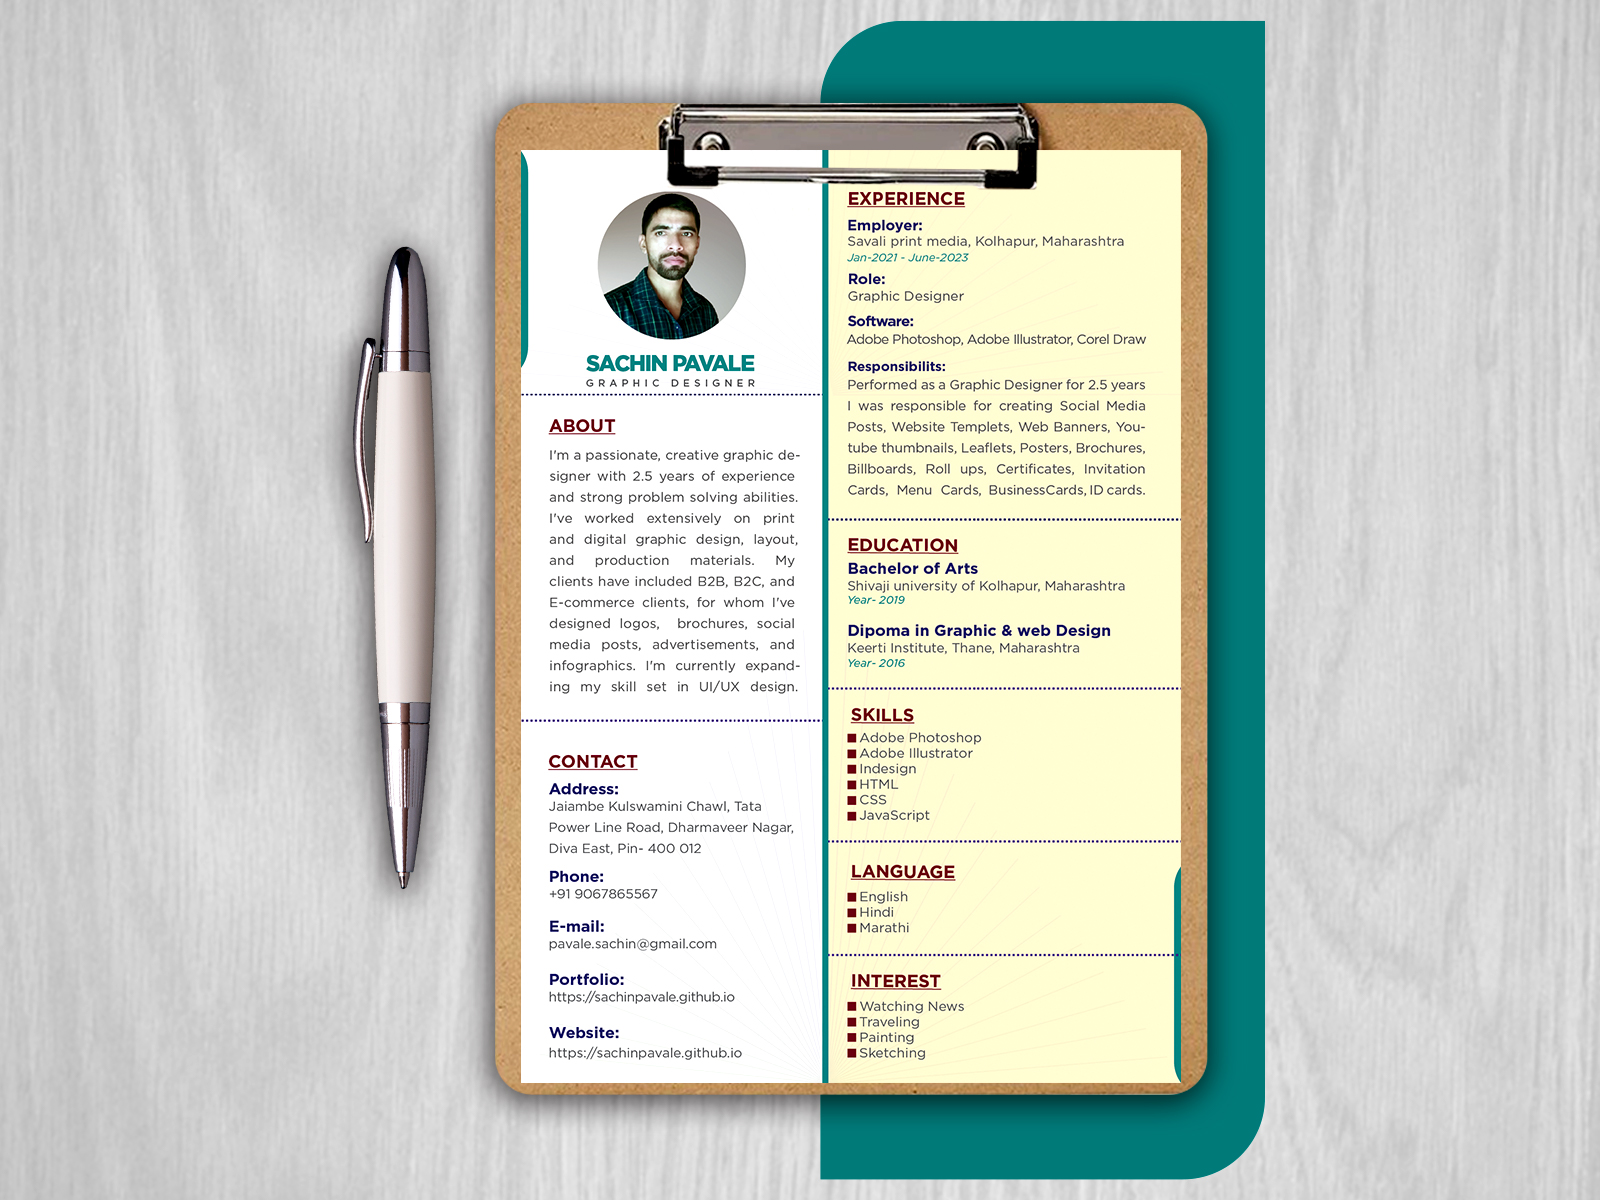 SACHIN PAVALE
GRAPHIC DESIGNER
ABOUT
I'm a passionate, creative graphic de-
signer with 2.5 years of experience
and strong problem solving abilities.
I've worked extensively on print
and digital graphic design, layout,
and production materials. My
clients have included B2B, B2C, and
E-commerce clients, for whom I've
designed logos, brochures, social
media posts, advertisements, and
infographics. I'm currently expand-
ing my skill set in UI/UX design.
CONTACT
Address:
Jaiambe Kulswamini Chawl, Tata
Power Line Road, Dharmaveer Nagar,
Diva East, Pin- 400 012
Phone:
+91 9067865567
E-mail:
pavale.sachin@gmail.com
Portfolio:
https://sachinpavale.github.io
Website:
https://sachinpavale.github.io
EXPERIENCE
Employer:
Savali print media, Kolhapur, Maharashtra
Jan-2021 - June-2023
Role:
Graphic Designer
Software:
Adobe Photoshop, Adobe Illustrator, Corel Draw
Responsibilits:
Performed as a Graphic Designer for 2.5 years
I was responsible for creating Social Media
Posts, Website Templets, Web Banners, You-
tube thumbnails, Leaflets, Posters, Brochures,
Billboards, Roll ups, Certificates, Invitation
Cards, Menu Cards, BusinessCards, ID cards.
EDUCATION
Bachelor of Arts
Shivaji university of Kolhapur, Maharashtra
Year- 2019
Dipoma in Graphic & web Design
Keerti Institute, Thane, Maharashtra
Year- 2016
SKILLS
Adobe Photoshop
Adobe Illustrator
Indesign
HTML
CSS
JavaScript
LANGUAGE
English
Hindi
Marathi
INTEREST
Watching News
Traveling
Painting
Sketching